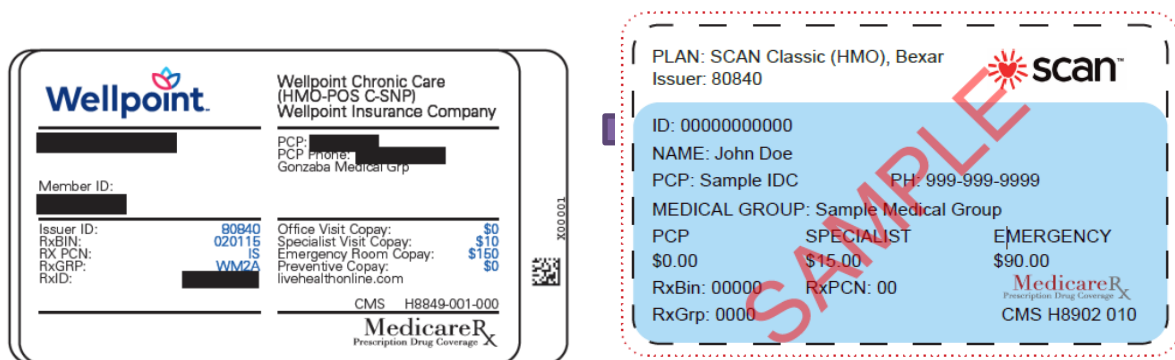 Wellpoint.
Wellpoint Chronic Care
(HMO-POS C-SNP)
Wellpoint Insurance Company
PCP:
PCP Phone:
Gonzaba Medical Grp
Member ID:
Issuer ID: 80840
RxBIN: 020115
RX PCN: IS
RxGRP: WM2A
RxID:
Office Visit Copay: $0
Specialist Visit Copay: $10
Emergency Room Copay: $150
Preventive Copay: $0
livehealthonline.com
CMS H8849-001-000
MedicareRx
Prescription Drug Coverage
X00001
PLAN: SCAN Classic (HMO), Bexar
Issuer: 80840
scan™
ID: 00000000000
NAME: John Doe
PCP: Sample IDC PH: 999-999-9999
MEDICAL GROUP: Sample Medical Group
PCP SPECIALIST EMERGENCY
$0.00 $15.00 $90.00
RxBin: 00000 RxPCN: 00
MedicareRx
Prescription Drug Coverage
RxGrp: 0000 CMS H8902 010
SAMPLE